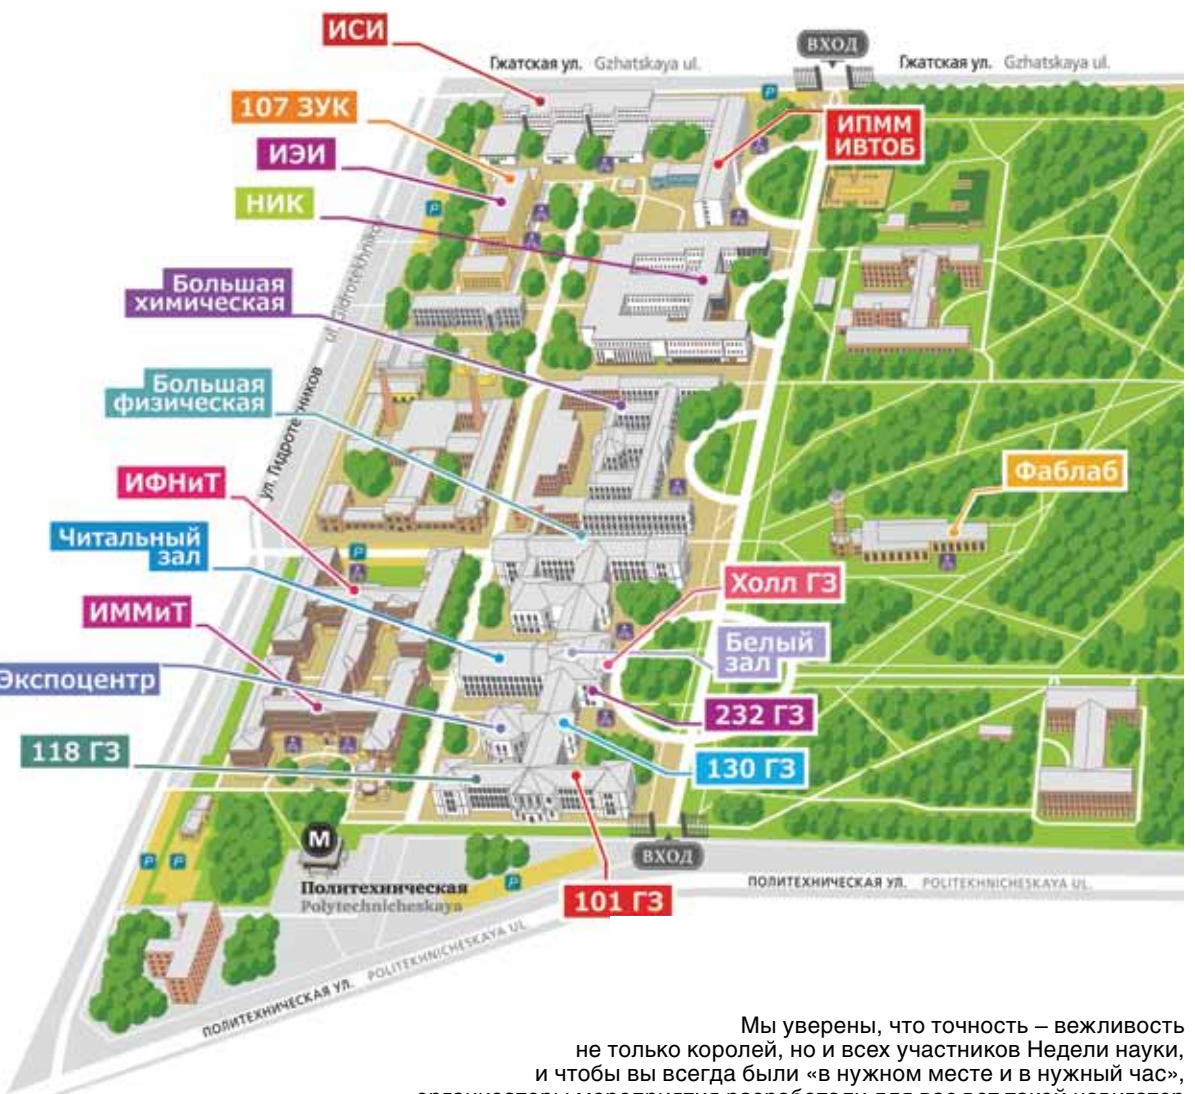 ИСИ
ВХОД
Гжатская ул. Gzhatskaya ul.
Гжатская ул. Gzhatskaya ul.
107 ЗУК
ИПММ
ИВТОБ
ИЭИ
НИК
Большая
химическая
ul. Gidrotekhnikov
Большая
физическая
ул. Гидротехников
ИФНиТ
Фаблаб
Читальный
зал
Холл ГЗ
ИММиТ
Белый
зал
Экспоцентр
232 ГЗ
118 ГЗ
130 ГЗ
М
ВХОД
Политехническая
Polytechnicheskaya
ПОЛИТЕХНИЧЕСКАЯ УЛ. POLITEKHNICHESKAYA UL.
101 ГЗ
ПОЛИТЕХНИЧЕСКАЯ УЛ. POLITEKHNICHESKAYA UL
Мы уверены, что точность – вежливость
не только королей, но и всех участников Недели науки,
и чтобы вы всегда были «в нужном месте и в нужный час»,